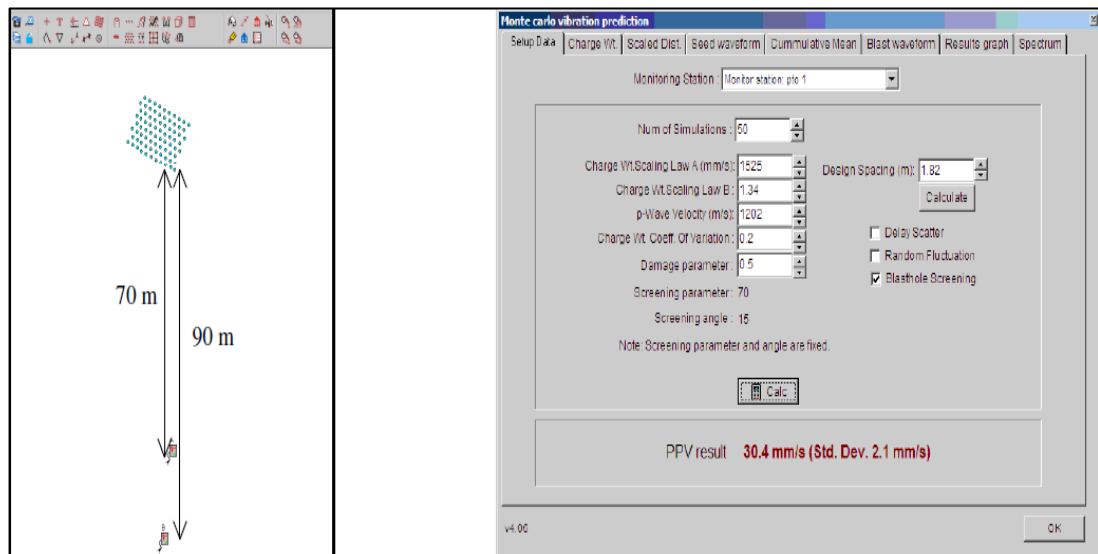 70 m
90 m
Monte carlo vibration prediction
Setup Data Charge Wt. Scaled Dist. Seed waveform Cummulative Mean Blast waveform Results graph Spectrum
Monitoring Station : Monitor station: pto 1
Num of Simulations : 50
Charge Wt.Scaling Law A (mm/s): 1525 Design Spacing (m): 1.82
Charge Wt.Scaling Law B : 1.34 Calculate
p-Wave Velocity (m/s): 1202
Charge Wt. Coeff. Of Variation : 0.2 Delay Scatter
Random Fluctuation
Damage parameter : 0.5
Blasthole Screening
Screening parameter : 70
Screening angle : 15
Note: Screening parameter and angle are fixed.
Calc
PPV result 30.4 mm/s (Std. Dev. 2.1 mm/s)
v4.06 OK